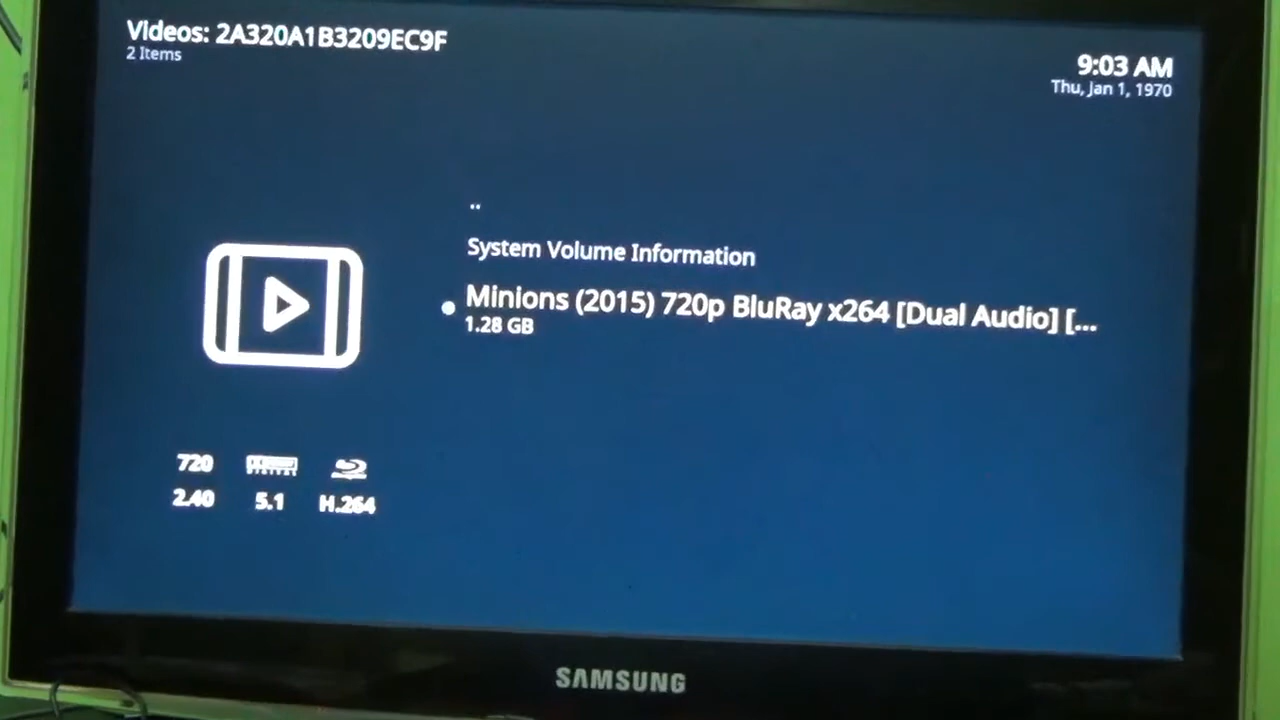 Videos: 2A320A1B3209EC9F
2 Items
9:03 AM
Thu, Jan 1, 1970
..
System Volume Information
Minions (2015) 720p BluRay x264 [Dual Audio] [...
1.28 GB
720
DIGITAL
2.40
5.1
H.264
SAMSUNG